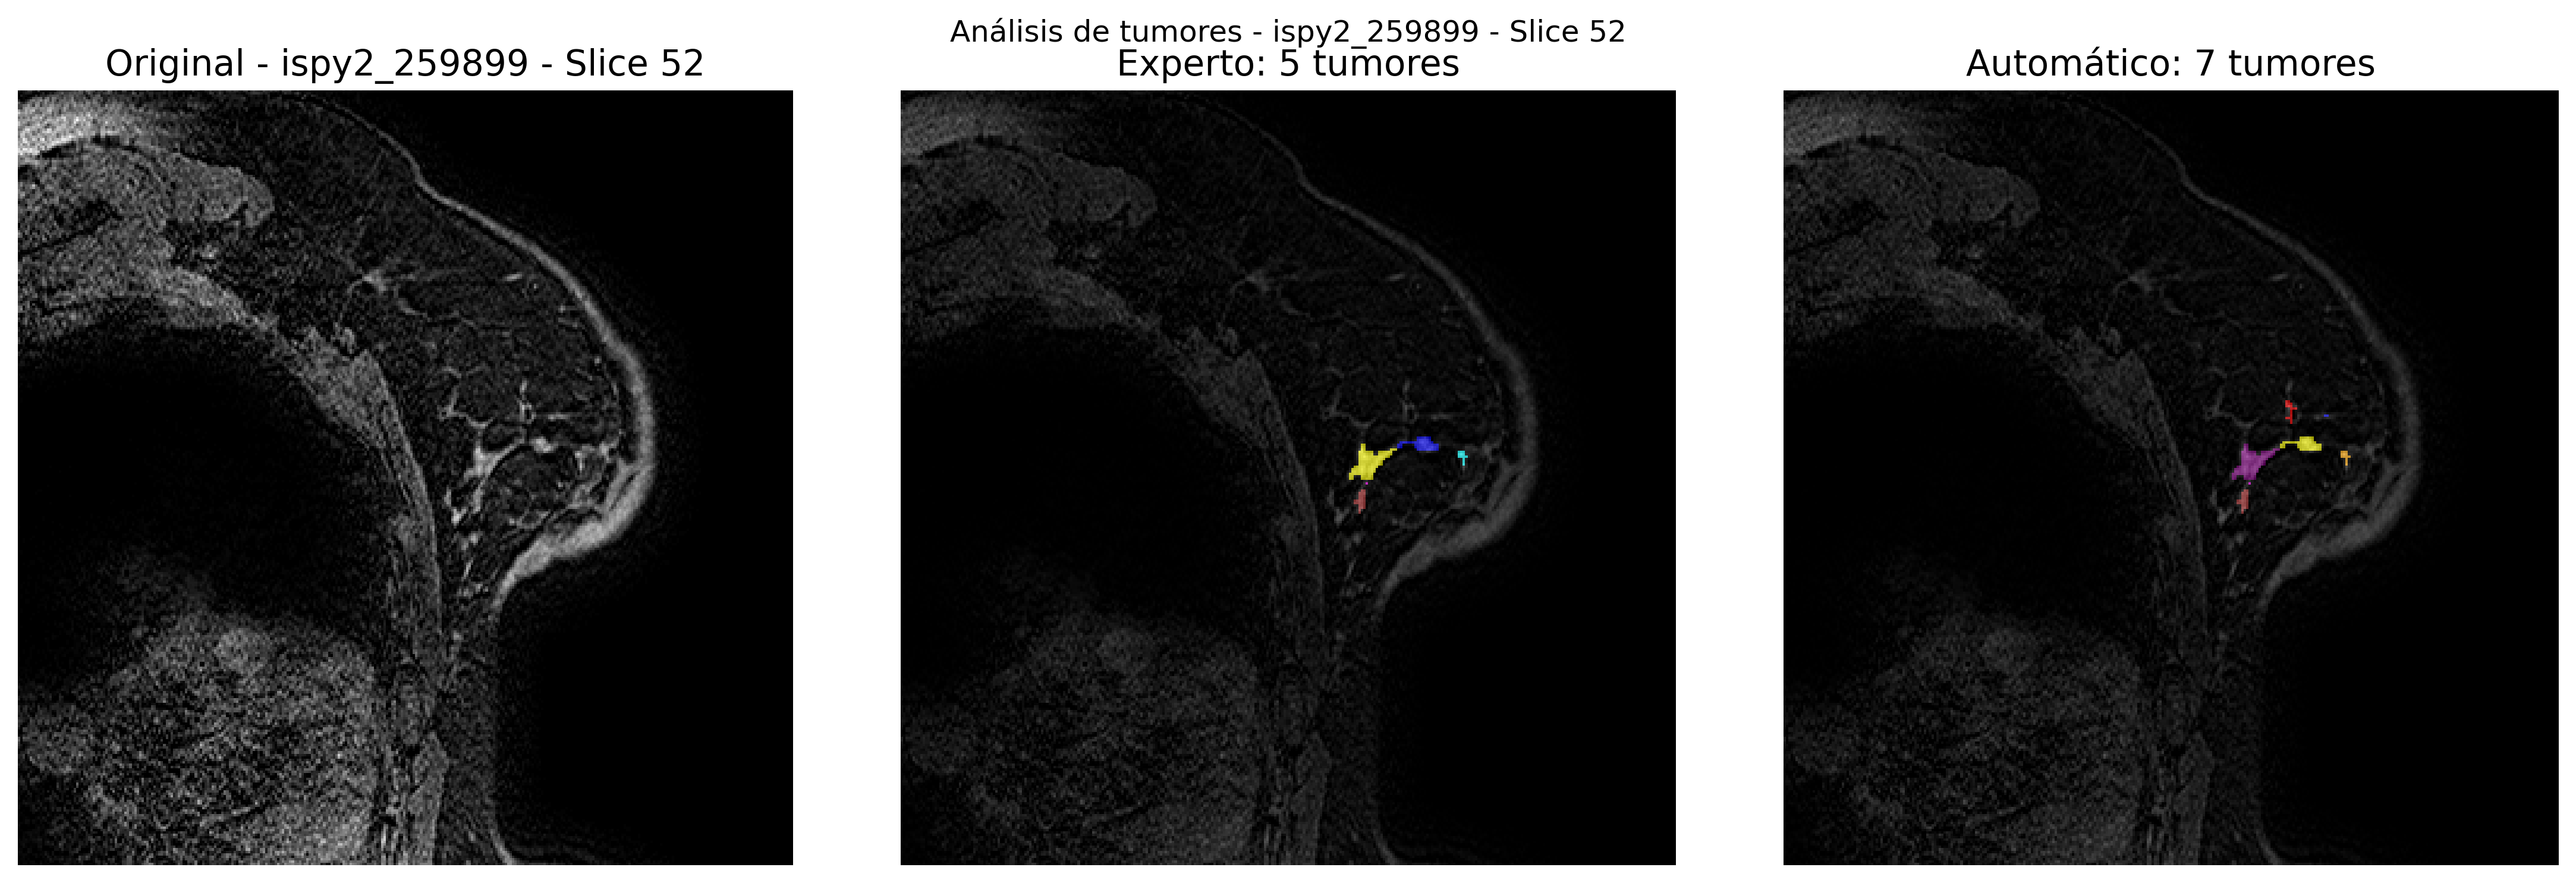 Análisis de tumores - ispy2_259899 - Slice 52
Original - ispy2_259899 - Slice 52
Experto: 5 tumores
Automático: 7 tumores